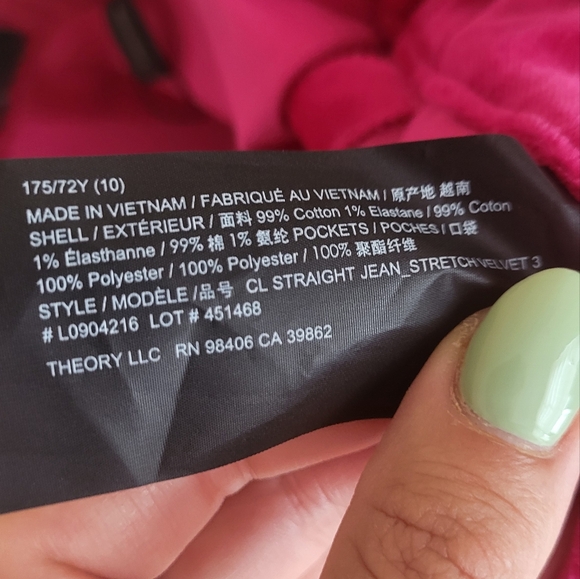 175/72Y (10)
MADE IN VIETNAM / FABRIQUÉ AU VIETNAM / 原产地 越南
SHELL / EXTÉRIEUR / 面料 99% Cotton 1% Elastane / 99% Coton
1% Élasthanne / 99% 棉 1% 氨纶 POCKETS / POCHES / 口袋
100% Polyester / 100% Polyester / 100% 聚酯纤维
STYLE / MODÈLE /品号 CL STRAIGHT JEAN_STRETCH VELVET 3
# L0904216 LOT # 451468
THEORY LLC RN 98406 CA 39862